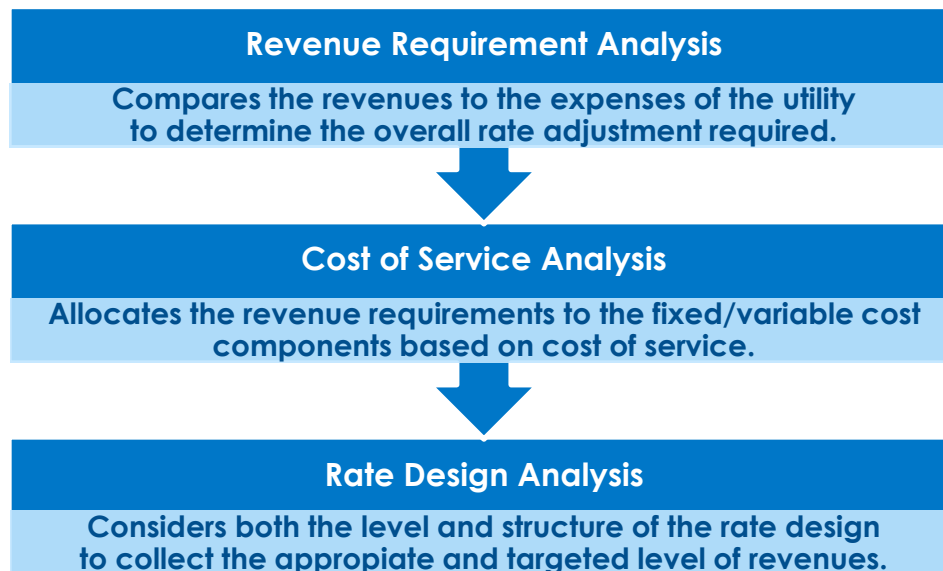 Revenue Requirement Analysis
Compares the revenues to the expenses of the utility
to determine the overall rate adjustment required.
Cost of Service Analysis
Allocates the revenue requirements to the fixed/variable cost
components based on cost of service.
Rate Design Analysis
Considers both the level and structure of the rate design
to collect the appropiate and targeted level of revenues.